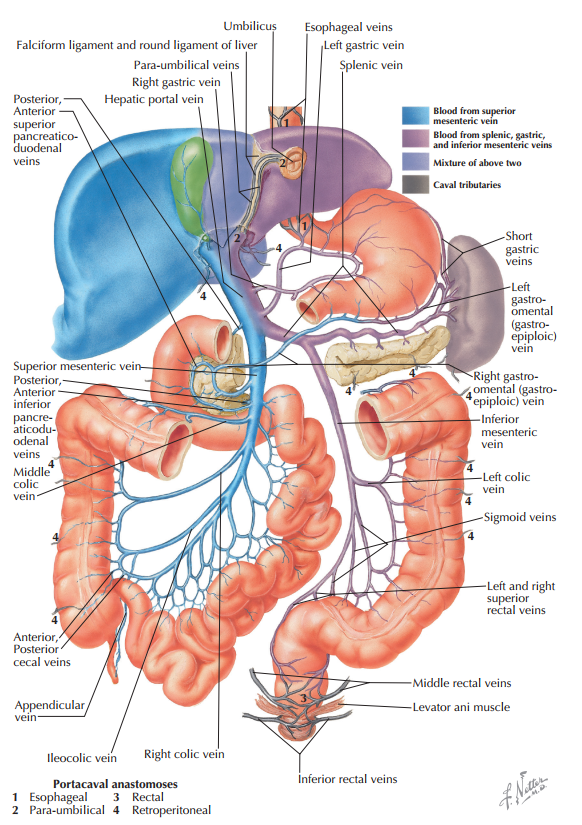 Umbilicus
Esophageal veins
Falciform ligament and round ligament of liver
Left gastric vein
Para-umbilical veins
Splenic vein
Right gastric vein
Hepatic portal vein
Posterior,
Anterior
superior
pancreatico-
duodenal
veins
Blood from superior
mesenteric vein
Blood from splenic, gastric,
and inferior mesenteric veins
Mixture of above two
Caval tributaries
1
2
1
2
4
4
Short
gastric
veins
Left
gastro-
omental
(gastro-
epiploic)
vein
Superior mesenteric vein
Posterior,
Anterior
inferior
pancre-
aticodu-
odenal
veins
4
4
4
Right gastro-
omental (gastro-
epiploic) vein
Inferior
mesenteric
vein
4
Middle
colic
vein
4
Left colic
vein
4
Sigmoid veins
4
4
Left and right
superior
rectal veins
4
Anterior,
Posterior
cecal veins
Middle rectal veins
3
Levator ani muscle
Appendicular
vein
Ileocolic vein
Right colic vein
Inferior rectal veins
Portacaval anastomoses
1 Esophageal 3 Rectal
2 Para-umbilical 4 Retroperitoneal
f. Netter
M.D.